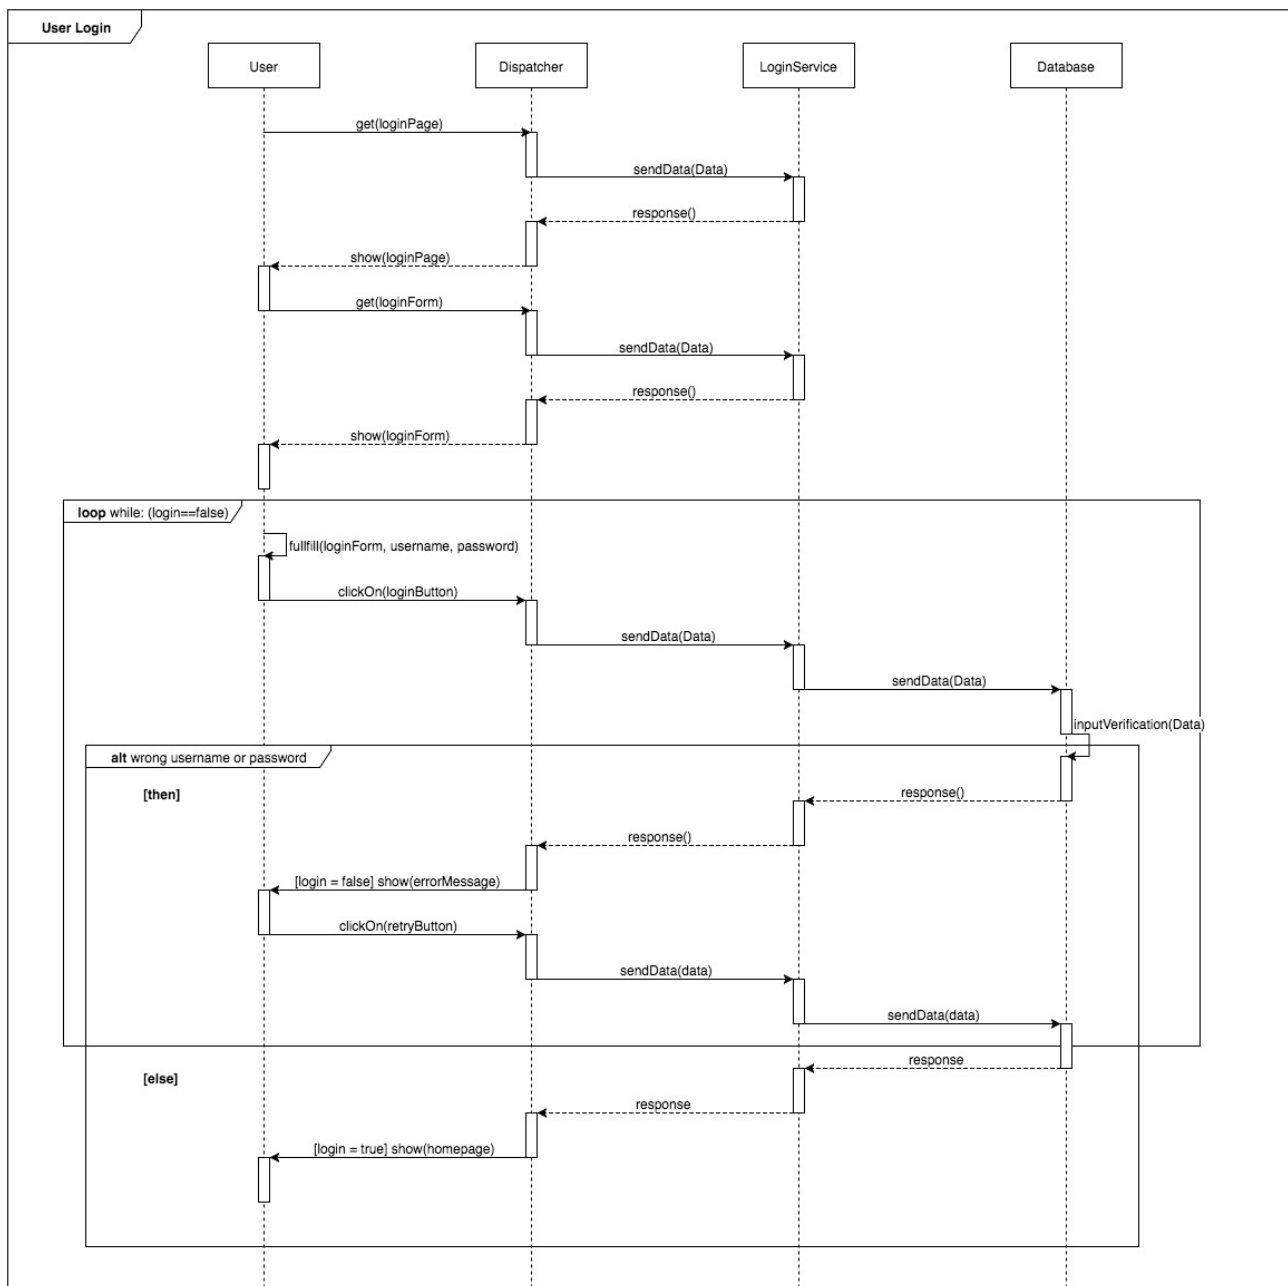 User Login
User
Dispatcher
LoginService
Database
get(loginPage)
sendData(Data)
response()
show(loginPage)
get(loginForm)
sendData(Data)
response()
show(loginForm)
loop while: (login==false)
fullfill(loginForm, username, password)
clickOn(loginButton)
sendData(Data)
sendData(Data)
inputVerification(Data)
alt wrong username or password
[then]
response()
response()
[login = false] show(errorMessage)
clickOn(retryButton)
sendData(data)
sendData(data)
response
[else]
response
[login = true] show(homepage)